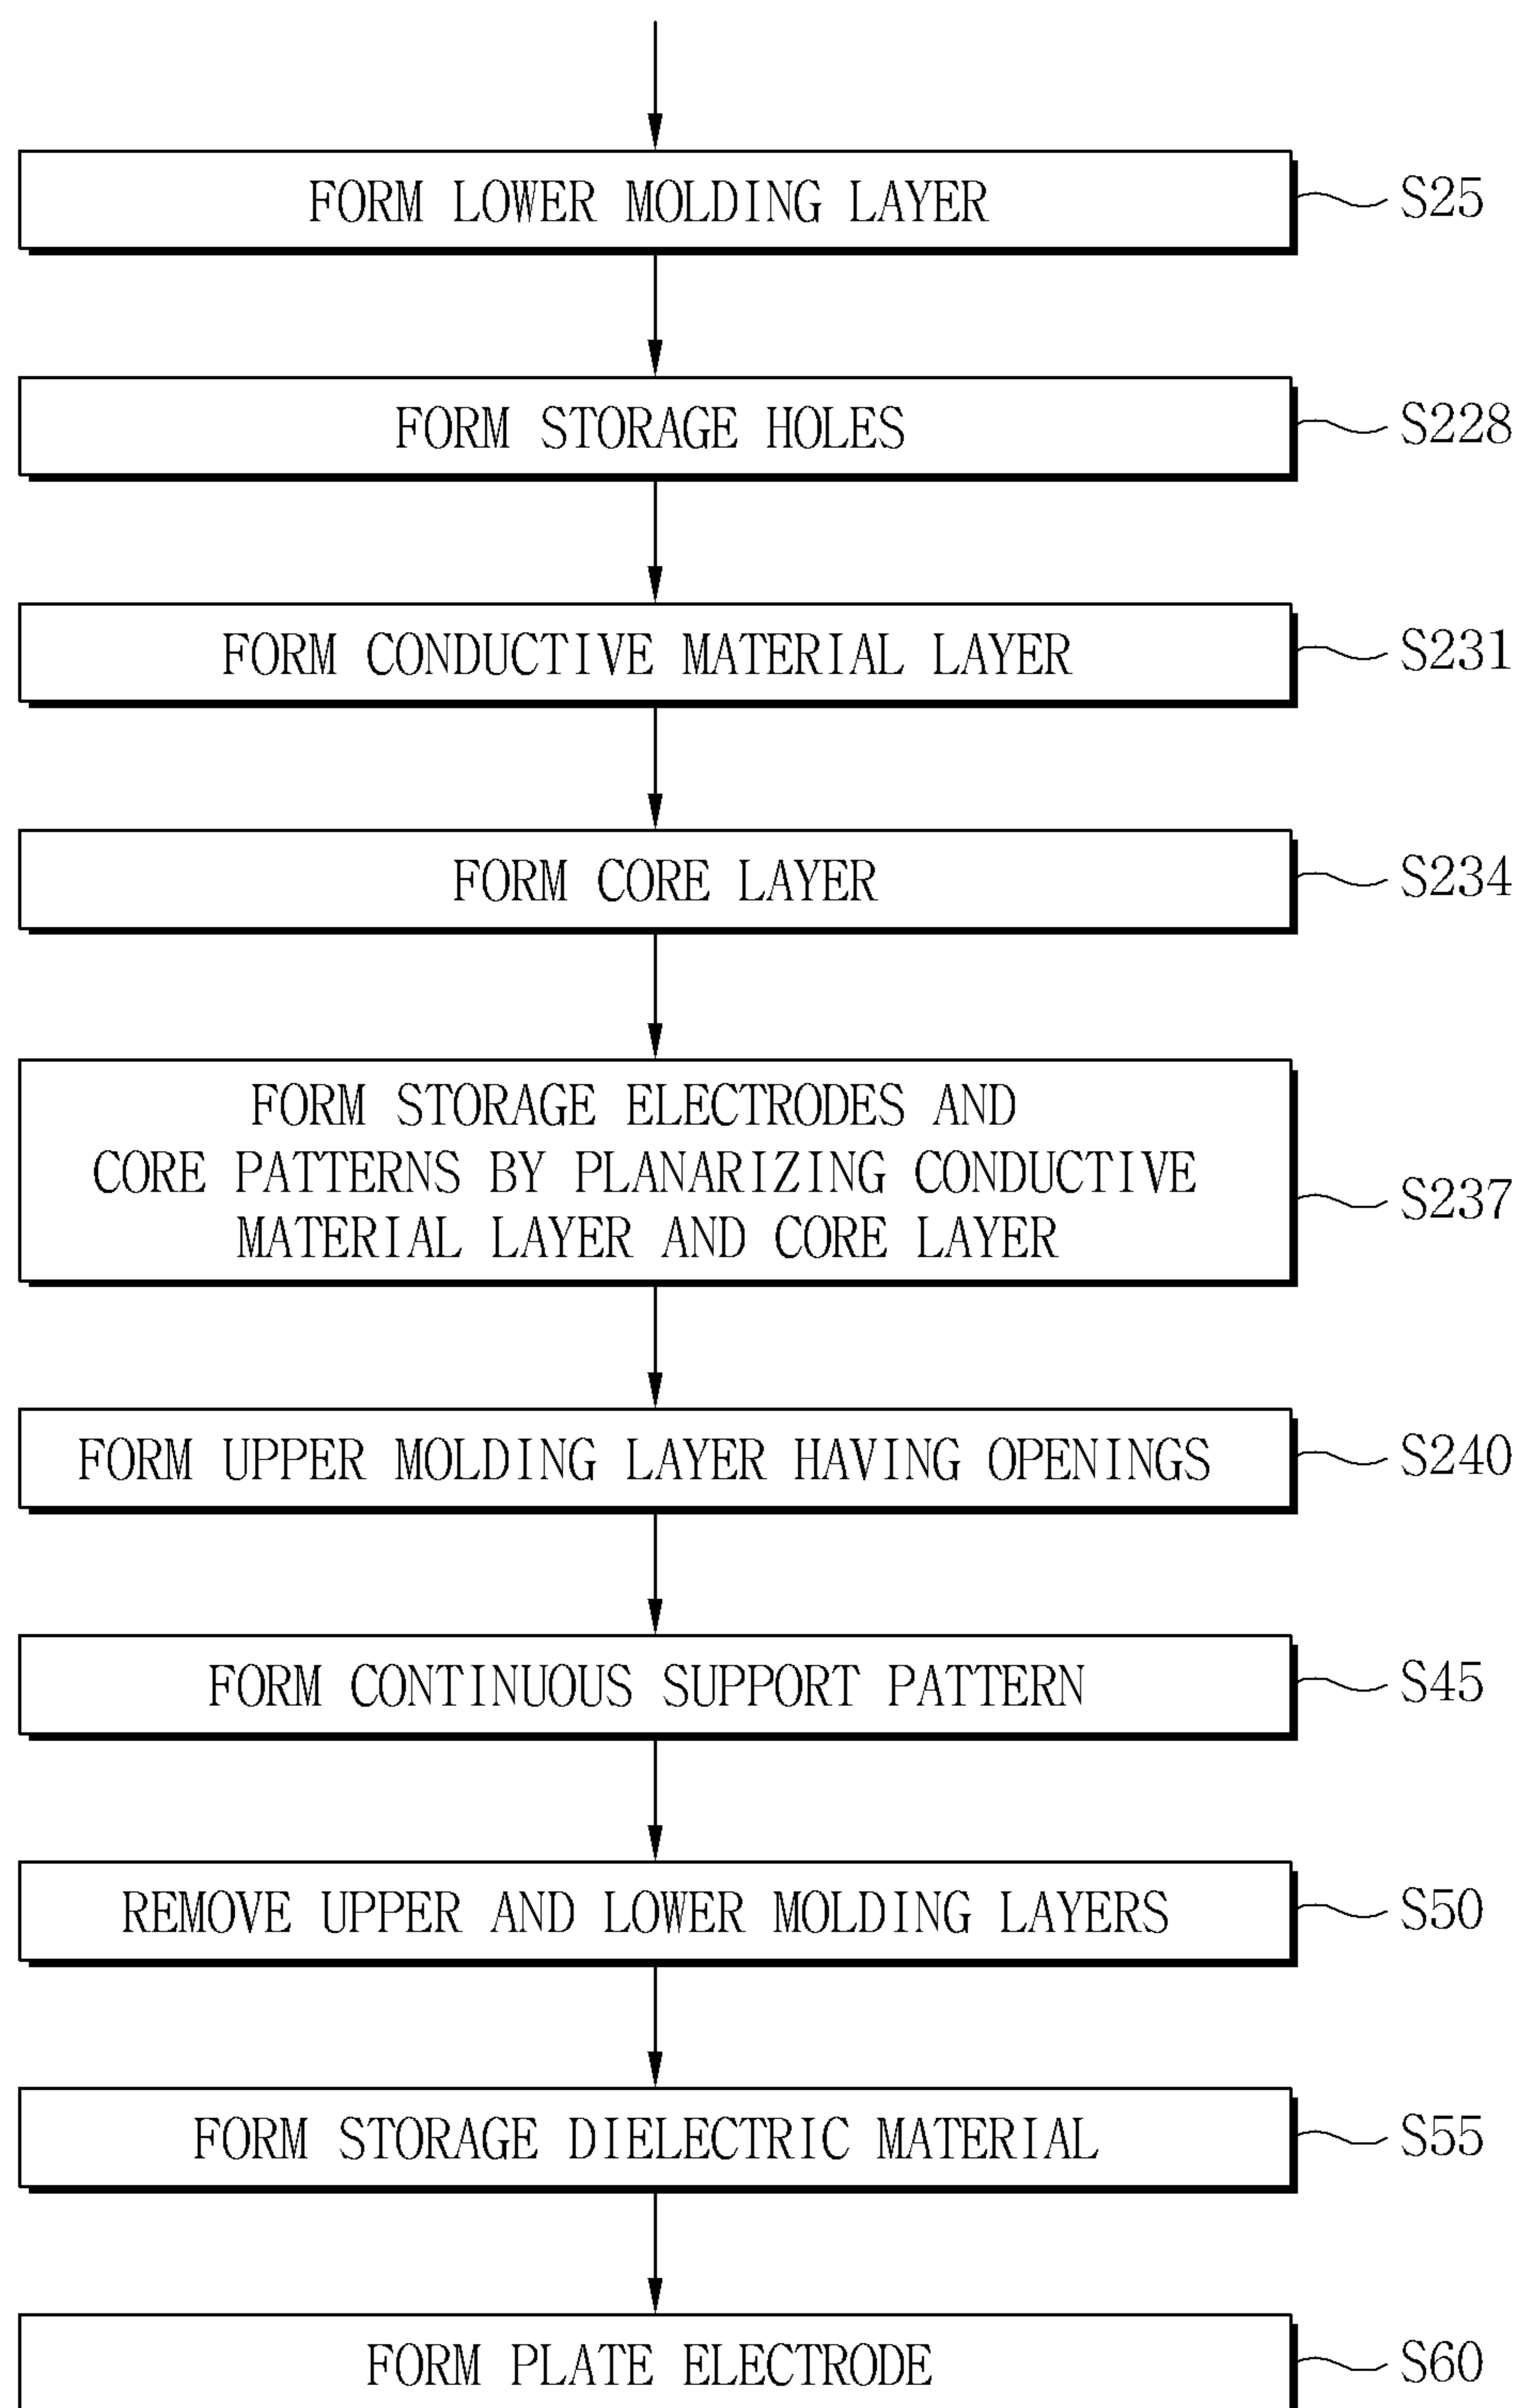 FORM LOWER MOLDING LAYER
S25
FORM STORAGE HOLES
S228
FORM CONDUCTIVE MATERIAL LAYER
S231
FORM CORE LAYER
S234
FORM STORAGE ELECTRODES AND
CORE PATTERNS BY PLANARIZING CONDUCTIVE
MATERIAL LAYER AND CORE LAYER
S237
FORM UPPER MOLDING LAYER HAVING OPENINGS
S240
FORM CONTINUOUS SUPPORT PATTERN
S45
REMOVE UPPER AND LOWER MOLDING LAYERS
S50
FORM STORAGE DIELECTRIC MATERIAL
S55
FORM PLATE ELECTRODE
S60